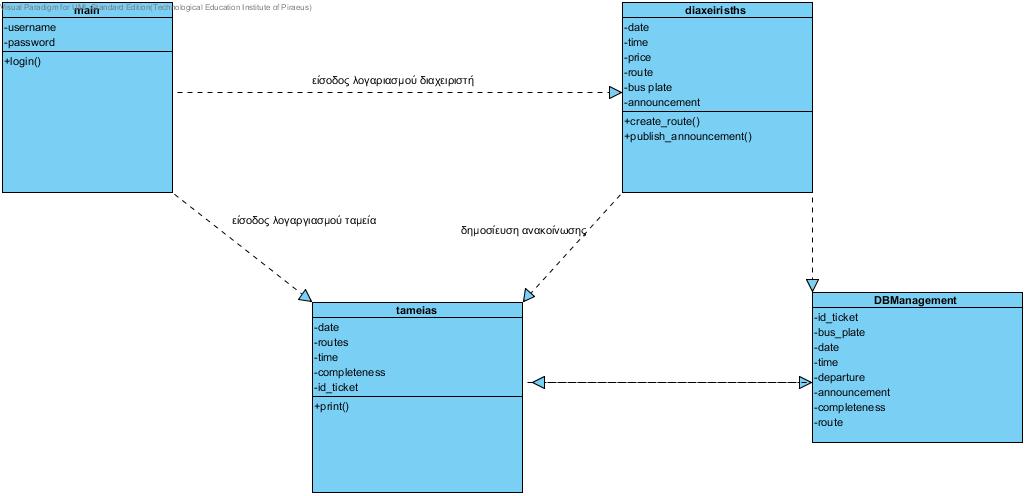 Visual Paradigm for UML Standard Edition(Technological Education Institute of Piraeus)
main
-username
-password
+login()
είσοδος λογαριασμού διαχειριστή
diaxeirisths
-date
-time
-price
-route
-bus plate
-announcement
+create_route()
+publish_announcement()
είσοδος λογαργιασμού ταμεία
δημοσίευση ανακοίνωσης
tameias
-date
-routes
-time
-completeness
-id_ticket
+print()
DBManagement
-id_ticket
-bus_plate
-date
-time
-departure
-announcement
-completeness
-route